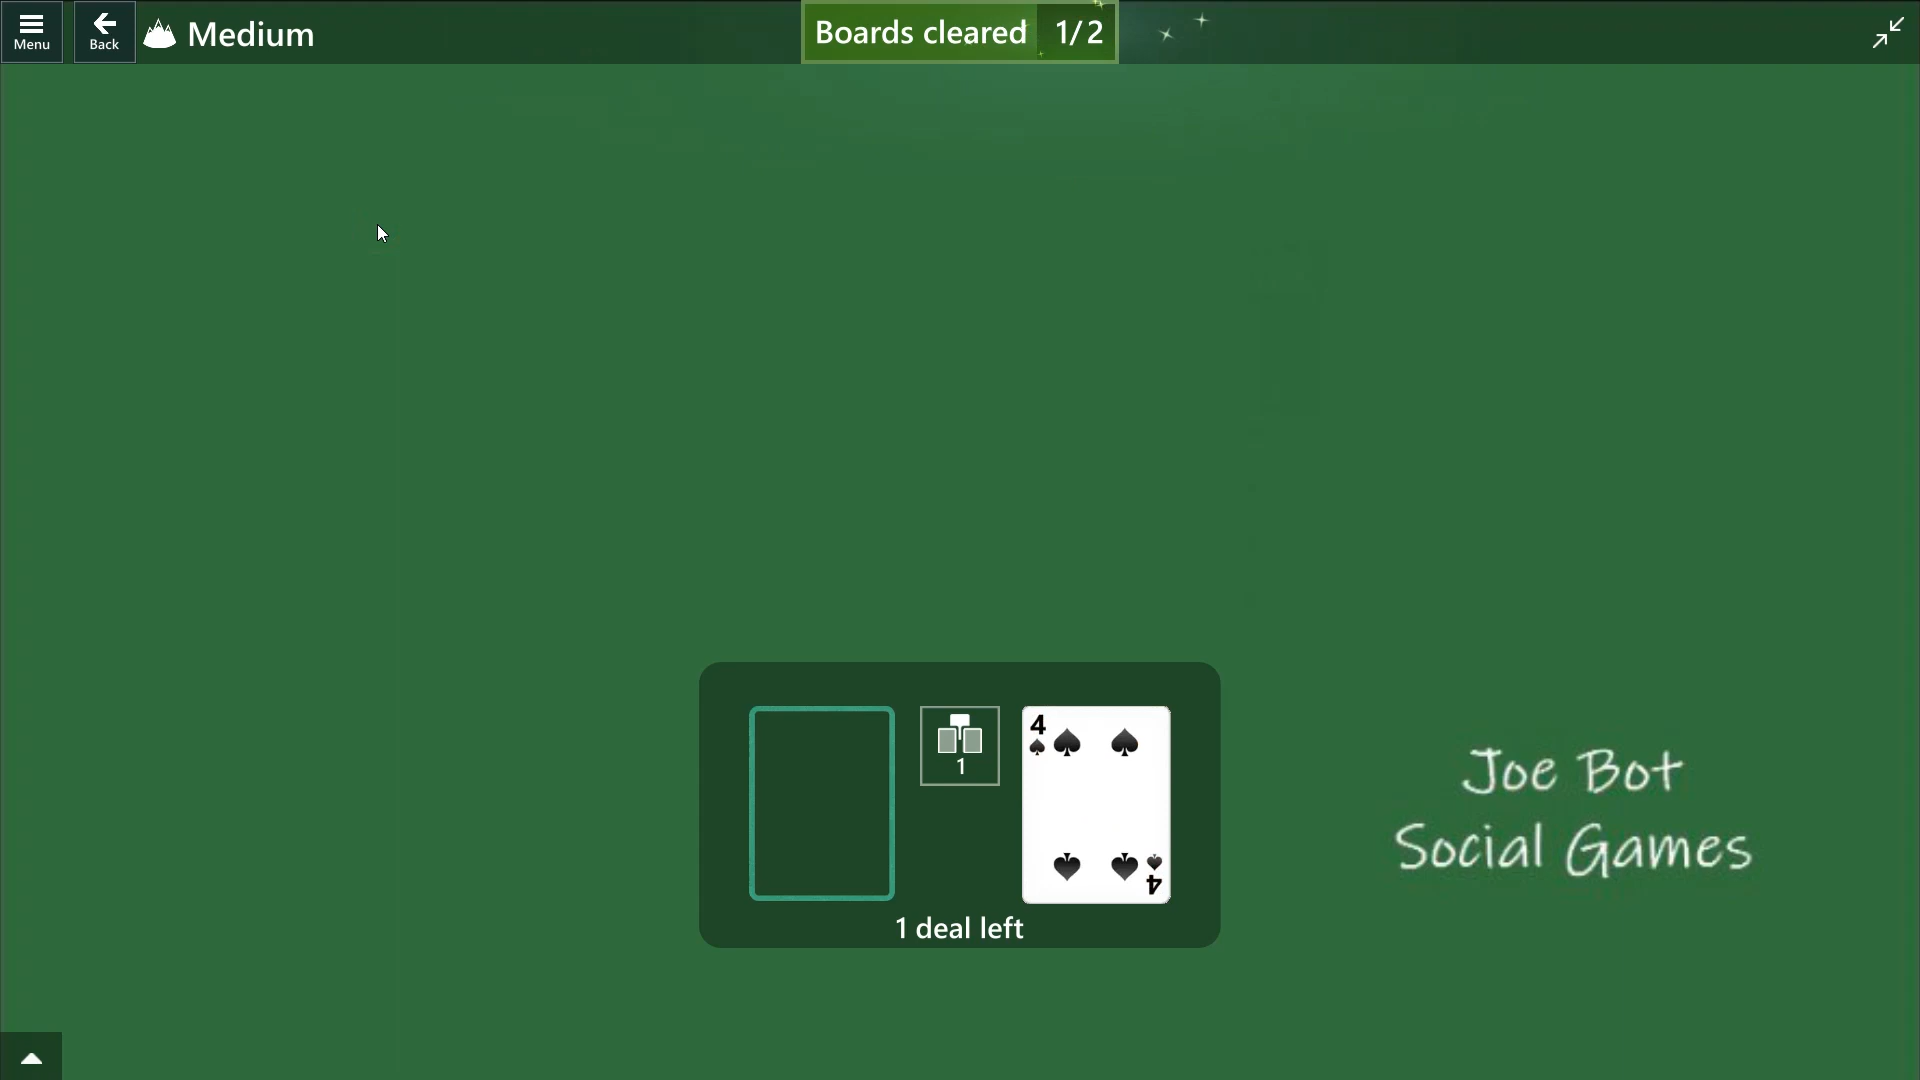 Menu
Back
Medium
Boards cleared 1/2
1
4
4
1 deal left
Joe Bot
Social Games